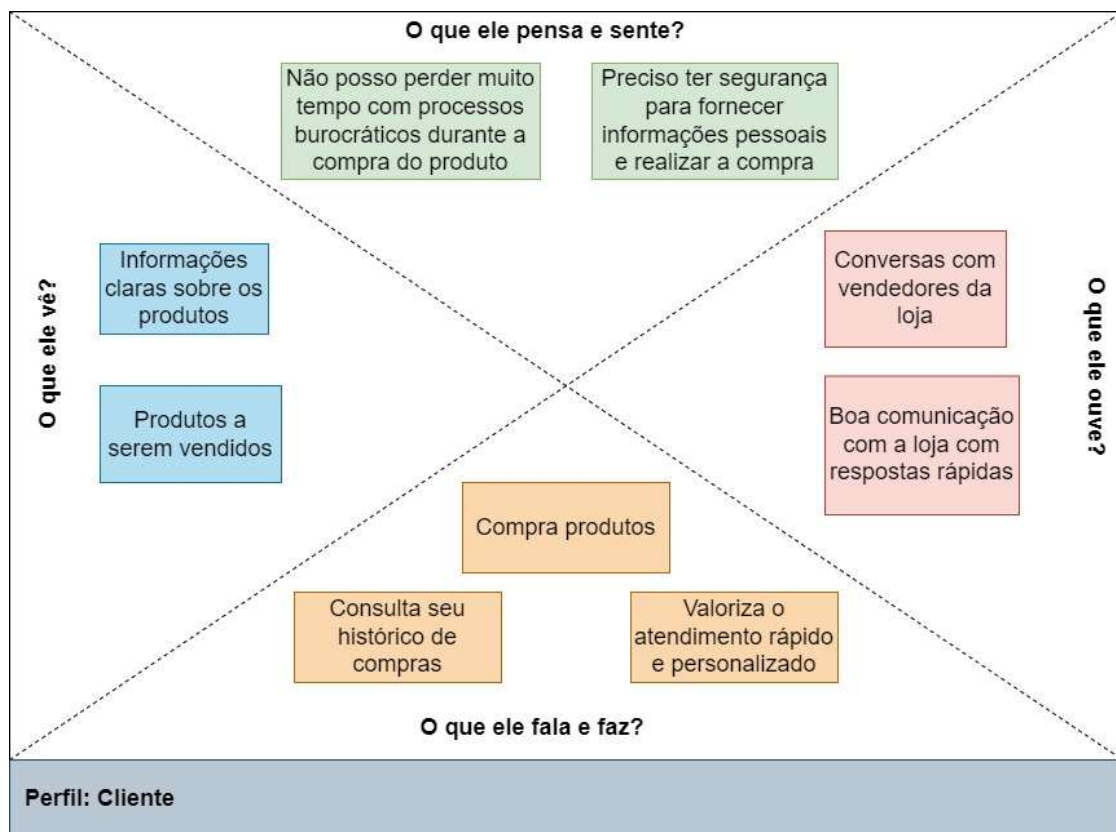 O que ele pensa e sente?
Não posso perder muito
tempo com processos
burocráticos durante a
compra do produto
Preciso ter segurança
para fornecer
informações pessoais
e realizar a compra
O que ele vê?
Informações
claras sobre os
produtos
Produtos a
serem vendidos
O que ele ouve?
Conversas com
vendedores da
loja
Boa comunicação
com a loja com
respostas rápidas
Compra produtos
Consulta seu
histórico de
compras
Valoriza o
atendimento rápido
e personalizado
O que ele fala e faz?
Perfil: Cliente